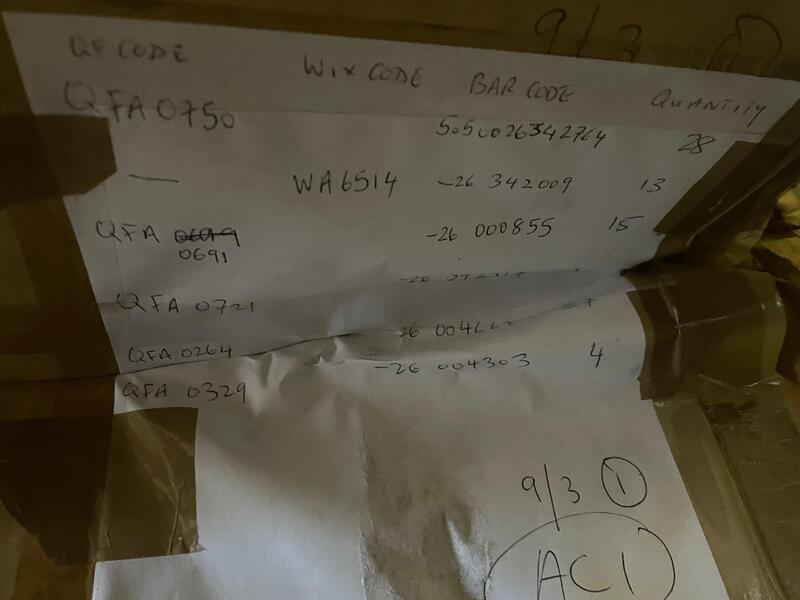 9/3
QF CODE WIX CODE BAR CODE QUANTITY
QFA 0750 5050026342764 28
— WA6514 -26 342009 13
QFA 0699 -26 000855 15
0691
QFA 0721
QFA 0264
QFA 0329 -26 004303 4
9/3 1
AC1